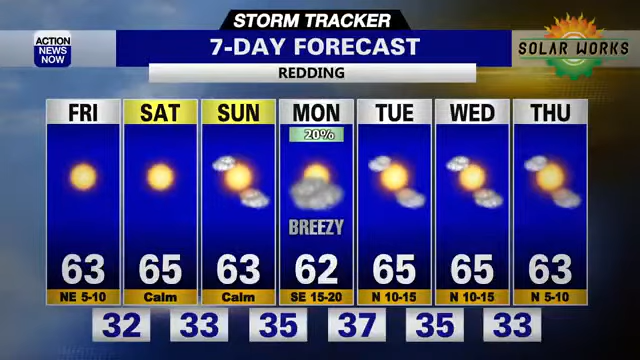 STORM TRACKER
ACTION
NEWS
NOW
7-DAY FORECAST
SOLAR WORKS
REDDING
FRI SAT SUN MON TUE WED THU
20%
BREEZY
63 65 63 62 65 65 63
NE 5-10 Calm Calm SE 15-20 N 10-15 N 10-15 N 5-10
32 33 35 37 35 33